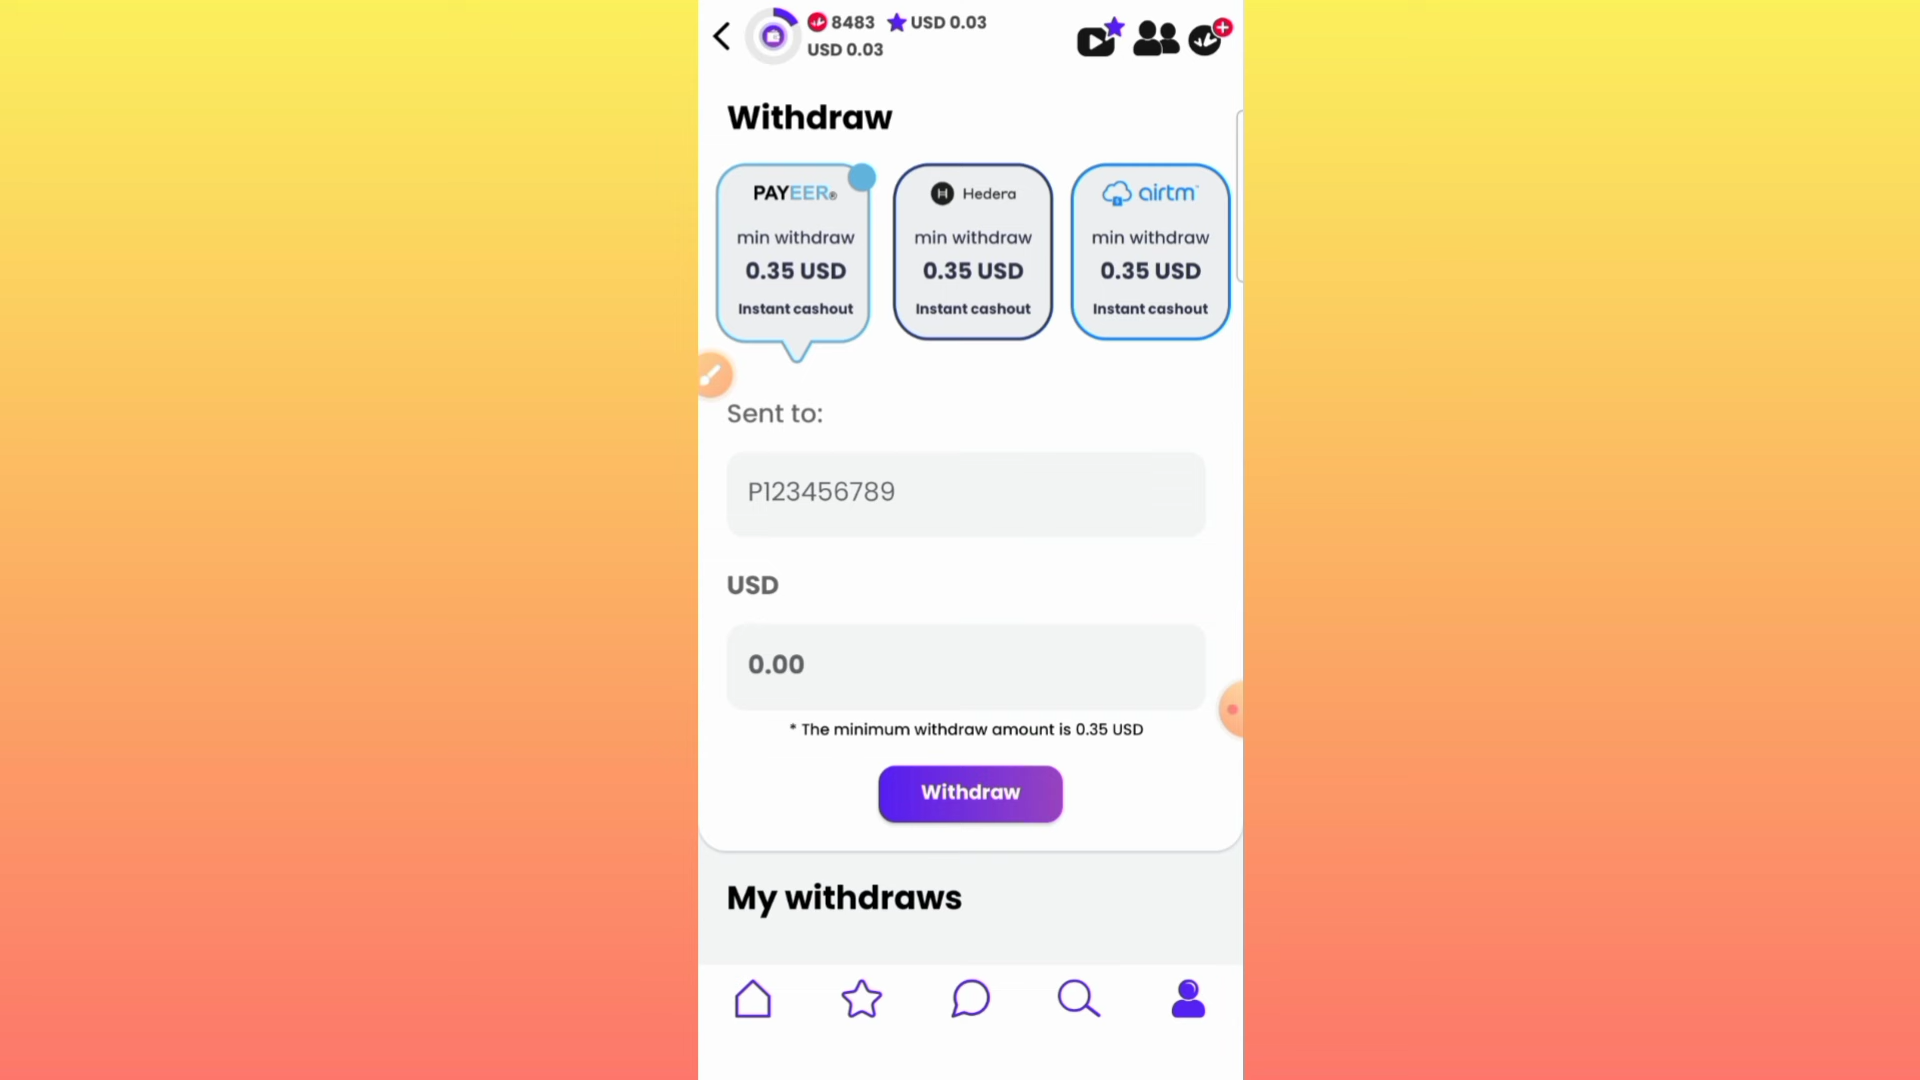 8483 USD 0.03
USD 0.03
Withdraw
PAYEER®
min withdraw
0.35 USD
Instant cashout
Hedera
min withdraw
0.35 USD
Instant cashout
airtm
min withdraw
0.35 USD
Instant cashout
Sent to:
P123456789
USD
0.00
* The minimum withdraw amount is 0.35 USD
Withdraw
My withdraws